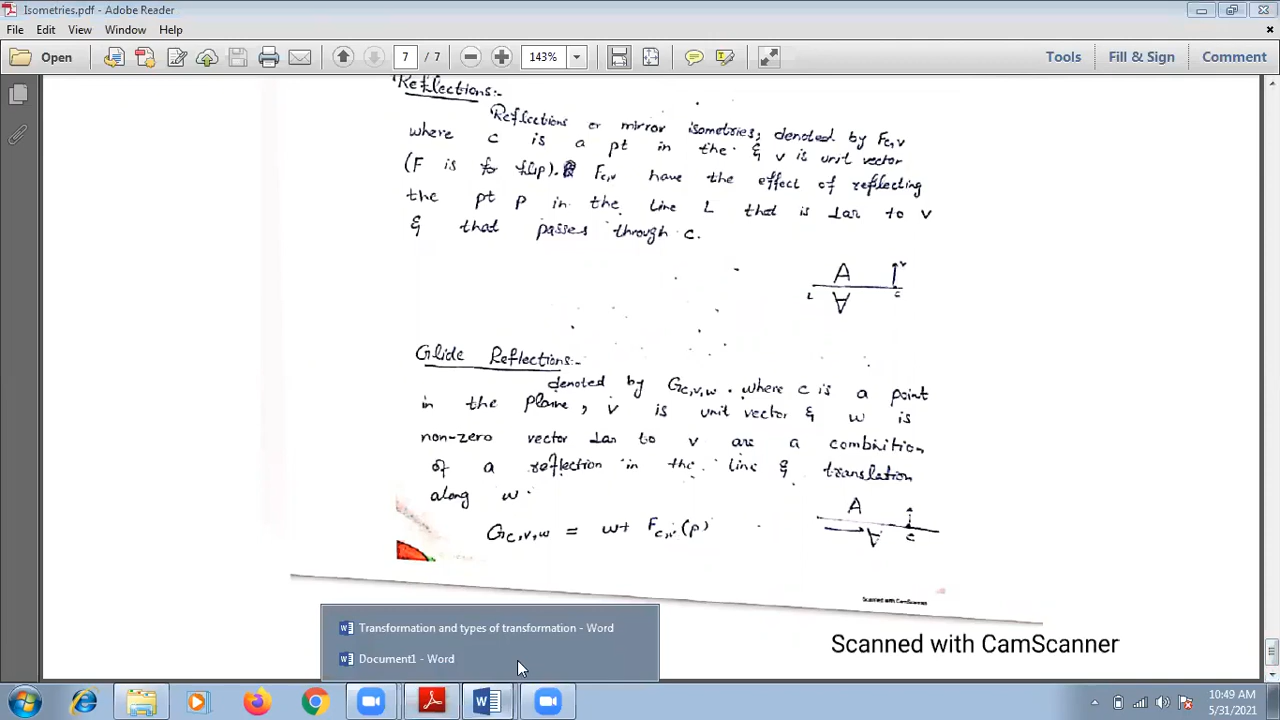 Isometries.pdf - Adobe Reader
File Edit View Window Help
Open 7 / 7 143% Tools Fill & Sign Comment
Reflections:-
Reflections or mirror isometries, denoted by Fc,v
where c is a pt in the & v is unit vector
(F is for flip). Fc,v have the effect of reflecting
the pt P in the line L that is ⊥ar to v
& that passes through c.
A v
L c
A
Glide Reflections:-
denoted by Gc,v,w. where c is a point
in the plane, v is unit vector & w is
non-zero vector ⊥ar to v are a combinition
of a reflection in the line & translation
along w.
A
Gc,v,w = w+ Fc,v(p)
A c
Scanned with CamScanner
Transformation and types of transformation - Word
Scanned with CamScanner
Document1 - Word
10:49 AM
5/31/2021